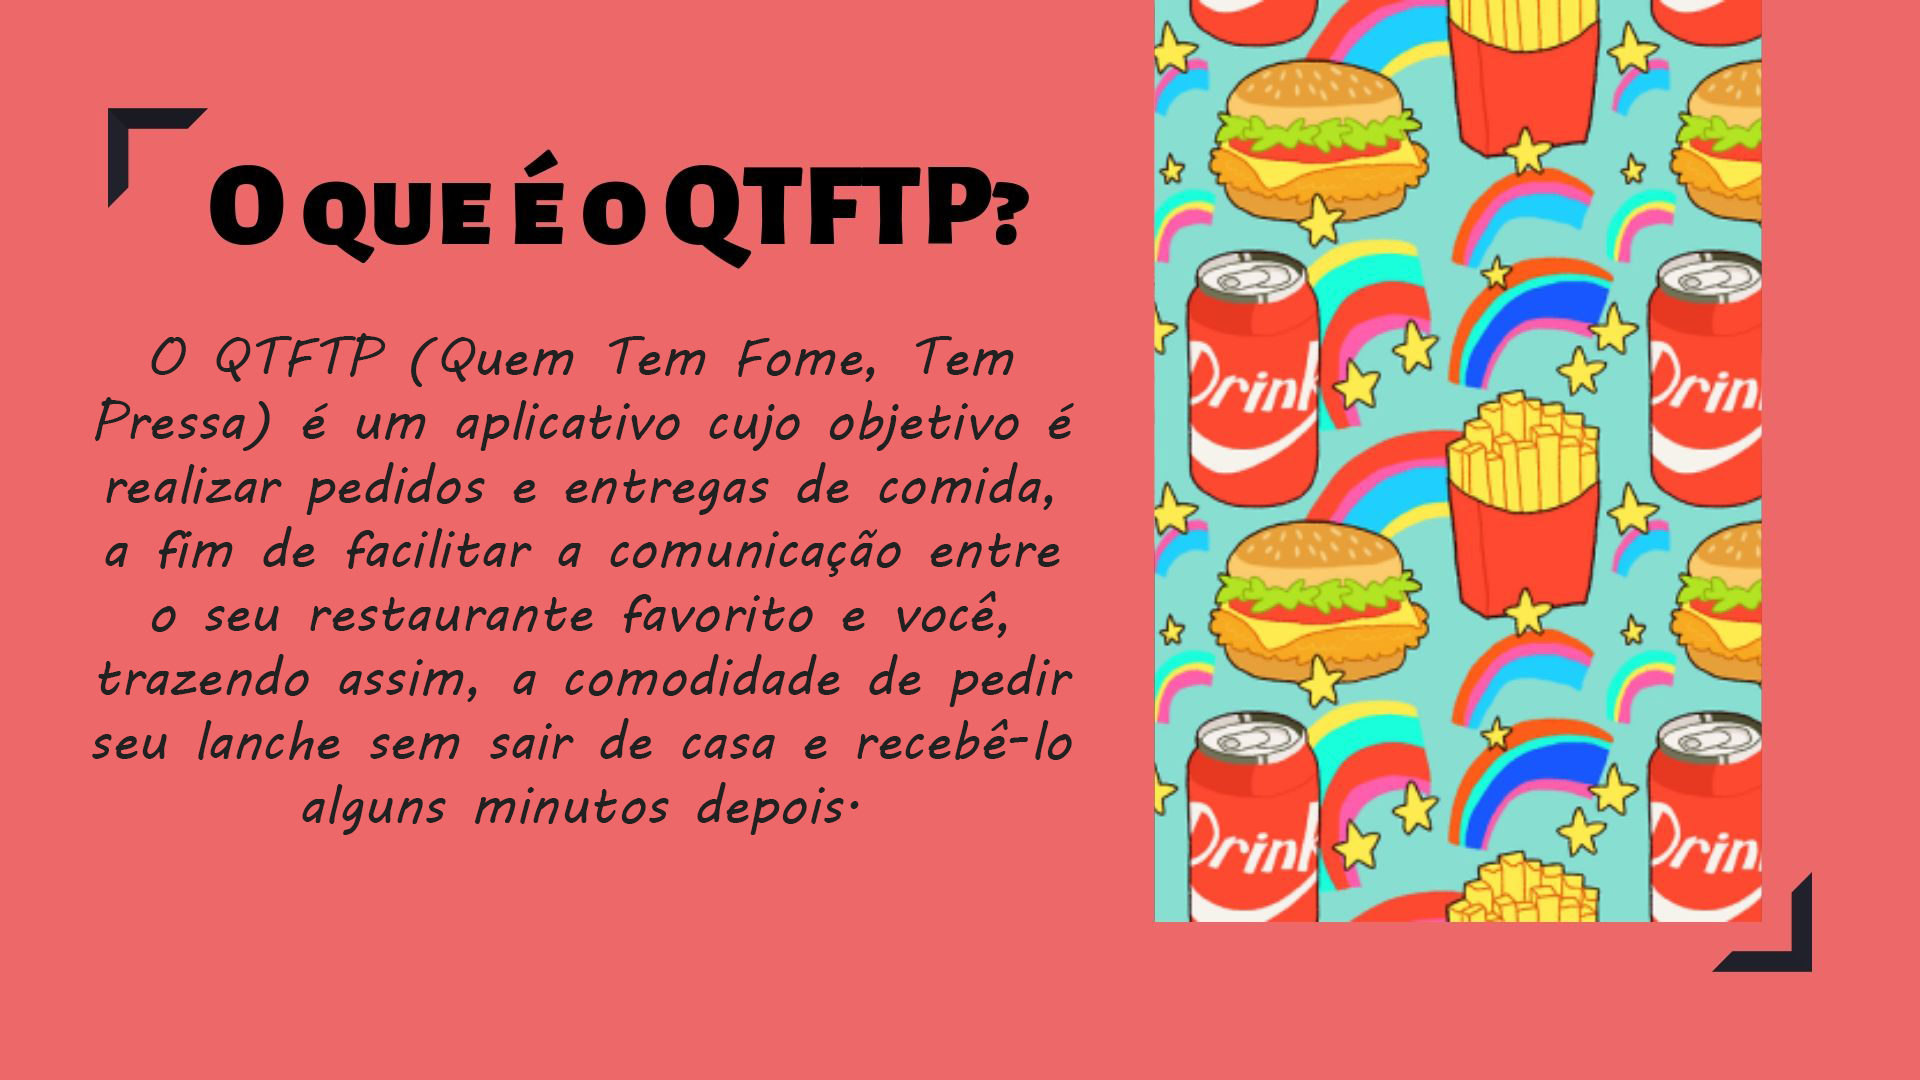 O QUE É O QTFTP?
O QTFTP (Quem Tem Fome, Tem
Pressa) é um aplicativo cujo objetivo é
realizar pedidos e entregas de comida,
a fim de facilitar a comunicação entre
o seu restaurante favorito e você,
trazendo assim, a comodidade de pedir
seu lanche sem sair de casa e recebê-lo
alguns minutos depois.
Drink
Drink
Drink
Drin